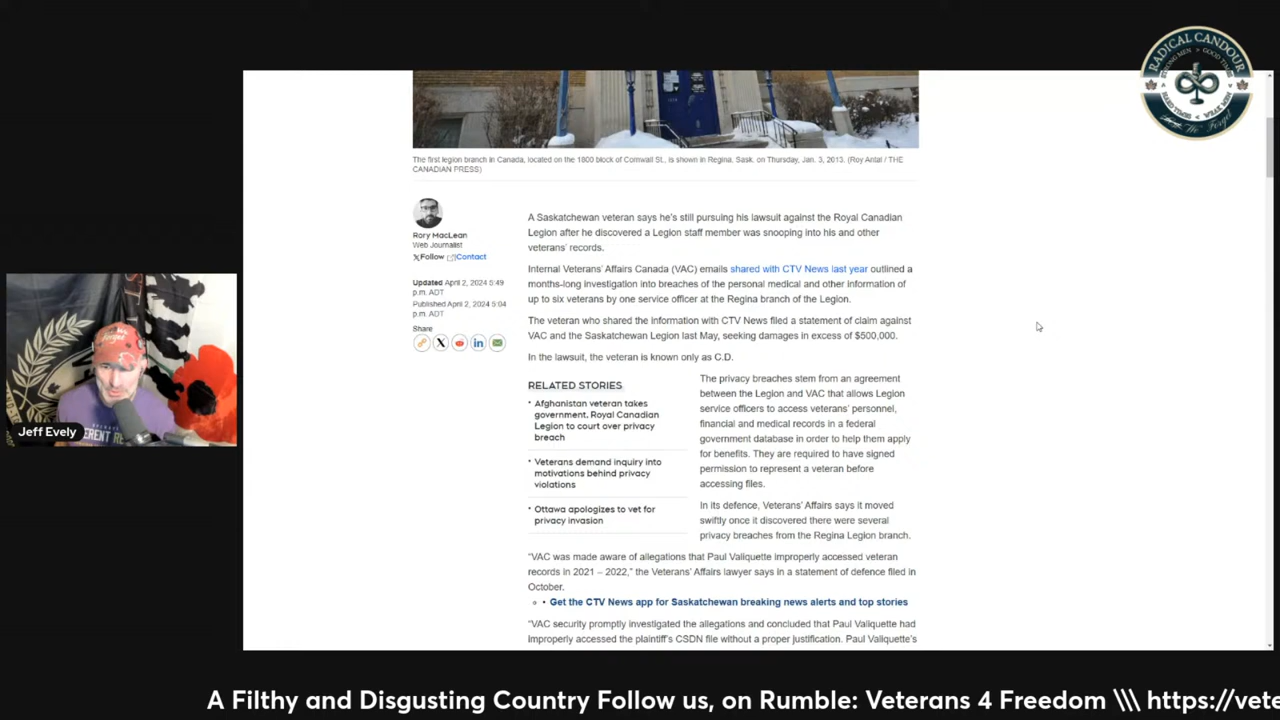 RADICAL CANDOUR
STRONG MEN > GOOD TIMES
HARD TIMES < WEAK MEN
The first legion branch in Canada, located on the 1800 block of Cornwall St., is shown in Regina, Sask. on Thursday, Jan. 3, 2013. (Roy Antal / THE
CANADIAN PRESS)
Rory MacLean
Web Journalist
Follow | Contact
Updated April 2, 2024 5:49
p.m. ADT
Published April 2, 2024 5:04
p.m. ADT
Share
A Saskatchewan veteran says he's still pursuing his lawsuit against the Royal Canadian
Legion after he discovered a Legion staff member was snooping into his and other
veterans' records.
Internal Veterans' Affairs Canada (VAC) emails shared with CTV News last year outlined a
months-long investigation into breaches of the personal medical and other information of
of up to six veterans by one service officer at the Regina branch of the Legion.
The veteran who shared the information with CTV News filed a statement of claim against
VAC and the Saskatchewan Legion last May, seeking damages in excess of $500,000.
In the lawsuit, the veteran is known only as C.D.
RELATED STORIES
• Afghanistan veteran takes
government, Royal Canadian
Legion to court over privacy
breach
• Veterans demand inquiry into
motivations behind privacy
violations
• Ottawa apologizes to vet for
privacy invasion
The privacy breaches stem from an agreement
between the Legion and VAC that allows Legion
service officers to access veterans' personnel,
financial and medical records in a federal
government database in order to help them apply
for benefits. They are required to have signed
permission to represent a veteran before
accessing files.
In its defence, Veterans' Affairs says it moved
swiftly once it discovered there were several
privacy breaches from the Regina Legion branch.
"VAC was made aware of allegations that Paul Valiquette improperly accessed veteran
records in 2021 – 2022," the Veterans' Affairs lawyer says in a statement of defence filed in
October.
• Get the CTV News app for Saskatchewan breaking news alerts and top stories
"VAC security promptly investigated the allegations and concluded that Paul Valiquette had
improperly accessed the plaintiff's CSDN file without a proper justification. Paul Valiquette's
Jeff Evely
A Filthy and Disgusting Country Follow us, on Rumble: Veterans 4 Freedom \\\ https://vete